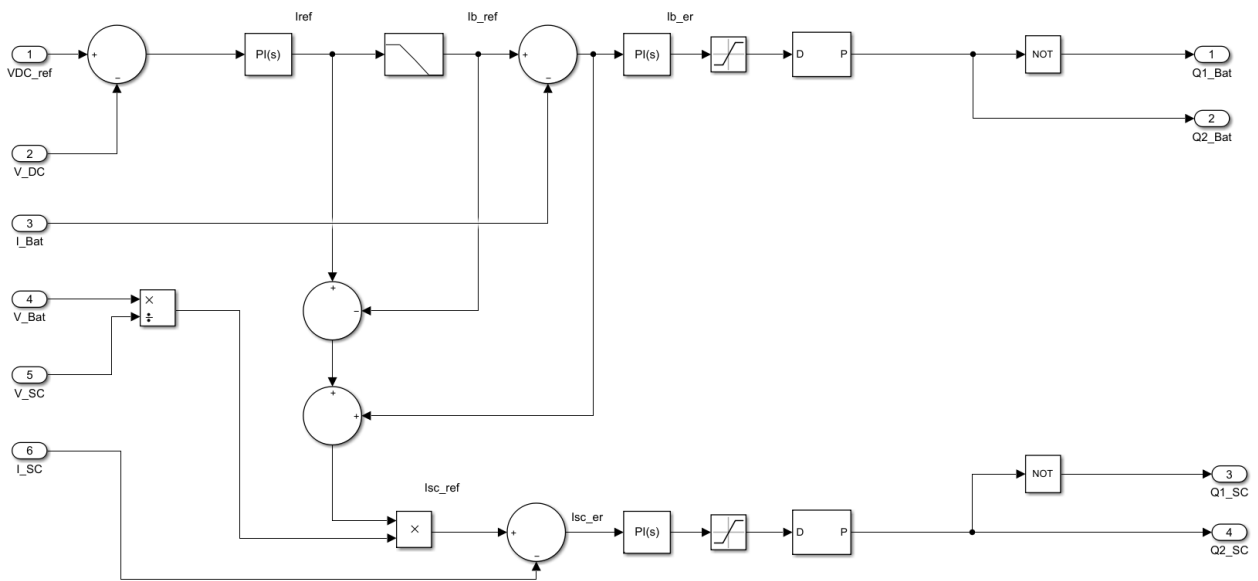 Iref
Ib_ref
Ib_er
1
VDC_ref
+
−
PI(s)
+
−
PI(s)
D
P
NOT
1
Q1_Bat
2
Q2_Bat
2
V_DC
3
I_Bat
4
V_Bat
×
÷
+
−
5
V_SC
+
+
6
I_SC
Isc_ref
×
+
−
Isc_er
PI(s)
D
P
NOT
3
Q1_SC
4
Q2_SC